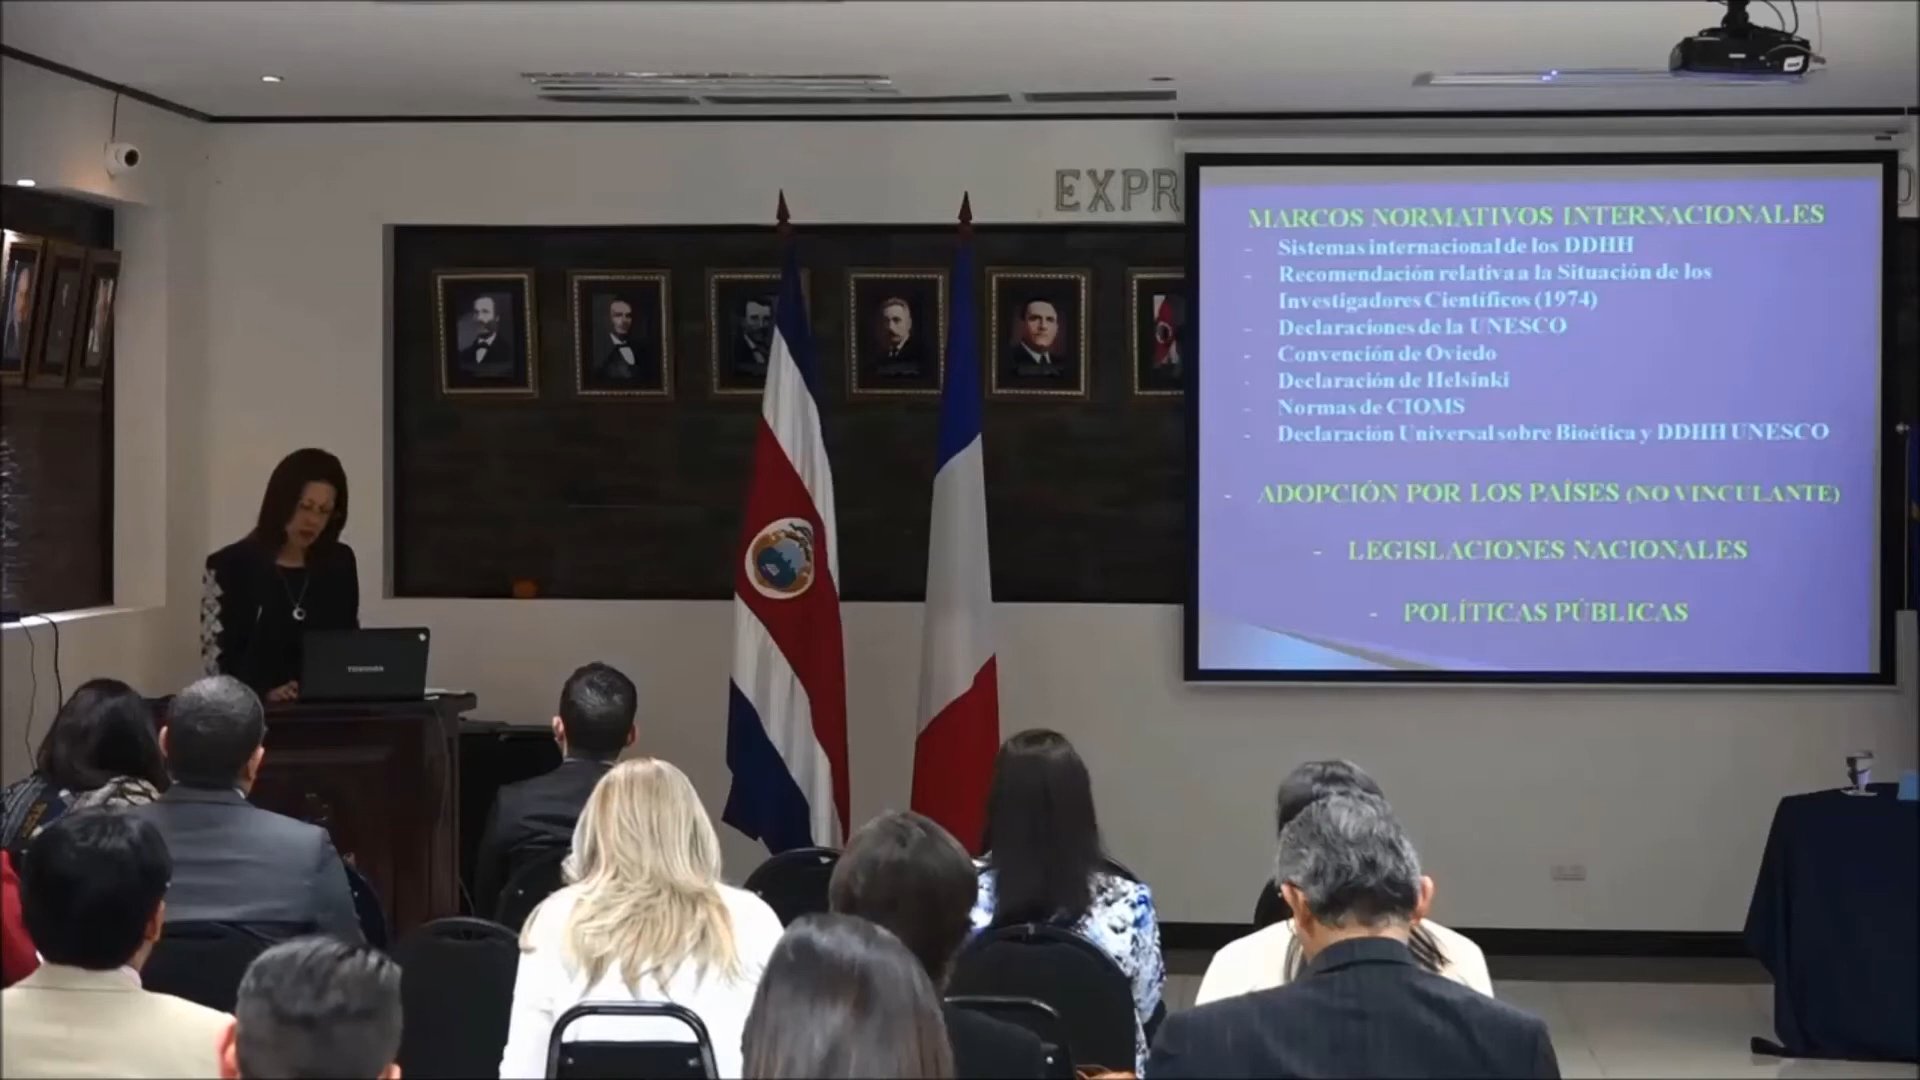 EXPR
MARCOS NORMATIVOS INTERNACIONALES
- Sistemas internacional de los DDHH
- Recomendación relativa a la Situación de los
Investigadores Científicos (1974)
- Declaraciones de la UNESCO
- Convención de Oviedo
- Declaración de Helsinki
- Normas de CIOMS
- Declaración Universal sobre Bioética y DDHH UNESCO
- ADOPCIÓN POR LOS PAÍSES (NO VINCULANTE)
- LEGISLACIONES NACIONALES
- POLÍTICAS PÚBLICAS
TOSHIBA